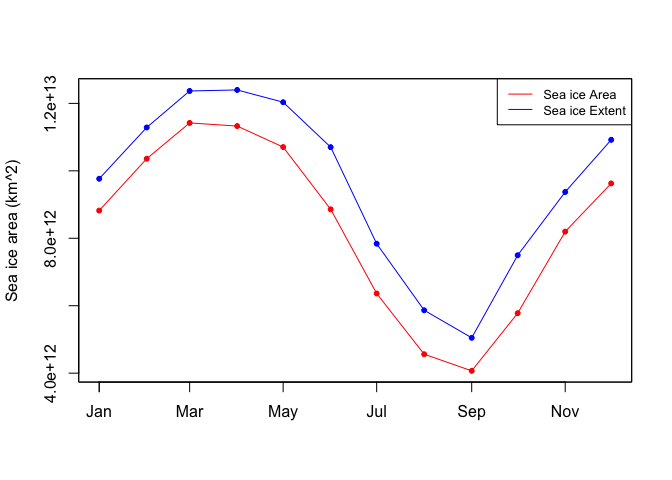 Sea ice Area
Sea ice Extent
Sea ice area (km^2)
1.2e+13
8.0e+12
4.0e+12
Jan Mar May Jul Sep Nov